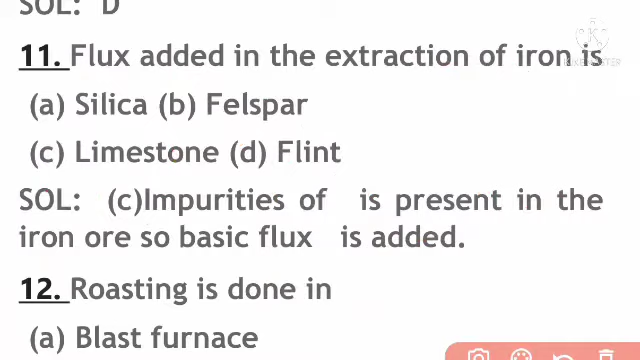 SOL: D
11. Flux added in the extraction of iron is
(a) Silica (b) Felspar
(c) Limestone (d) Flint
SOL: (c)Impurities of is present in the
iron ore so basic flux is added.
12. Roasting is done in
(a) Blast furnace